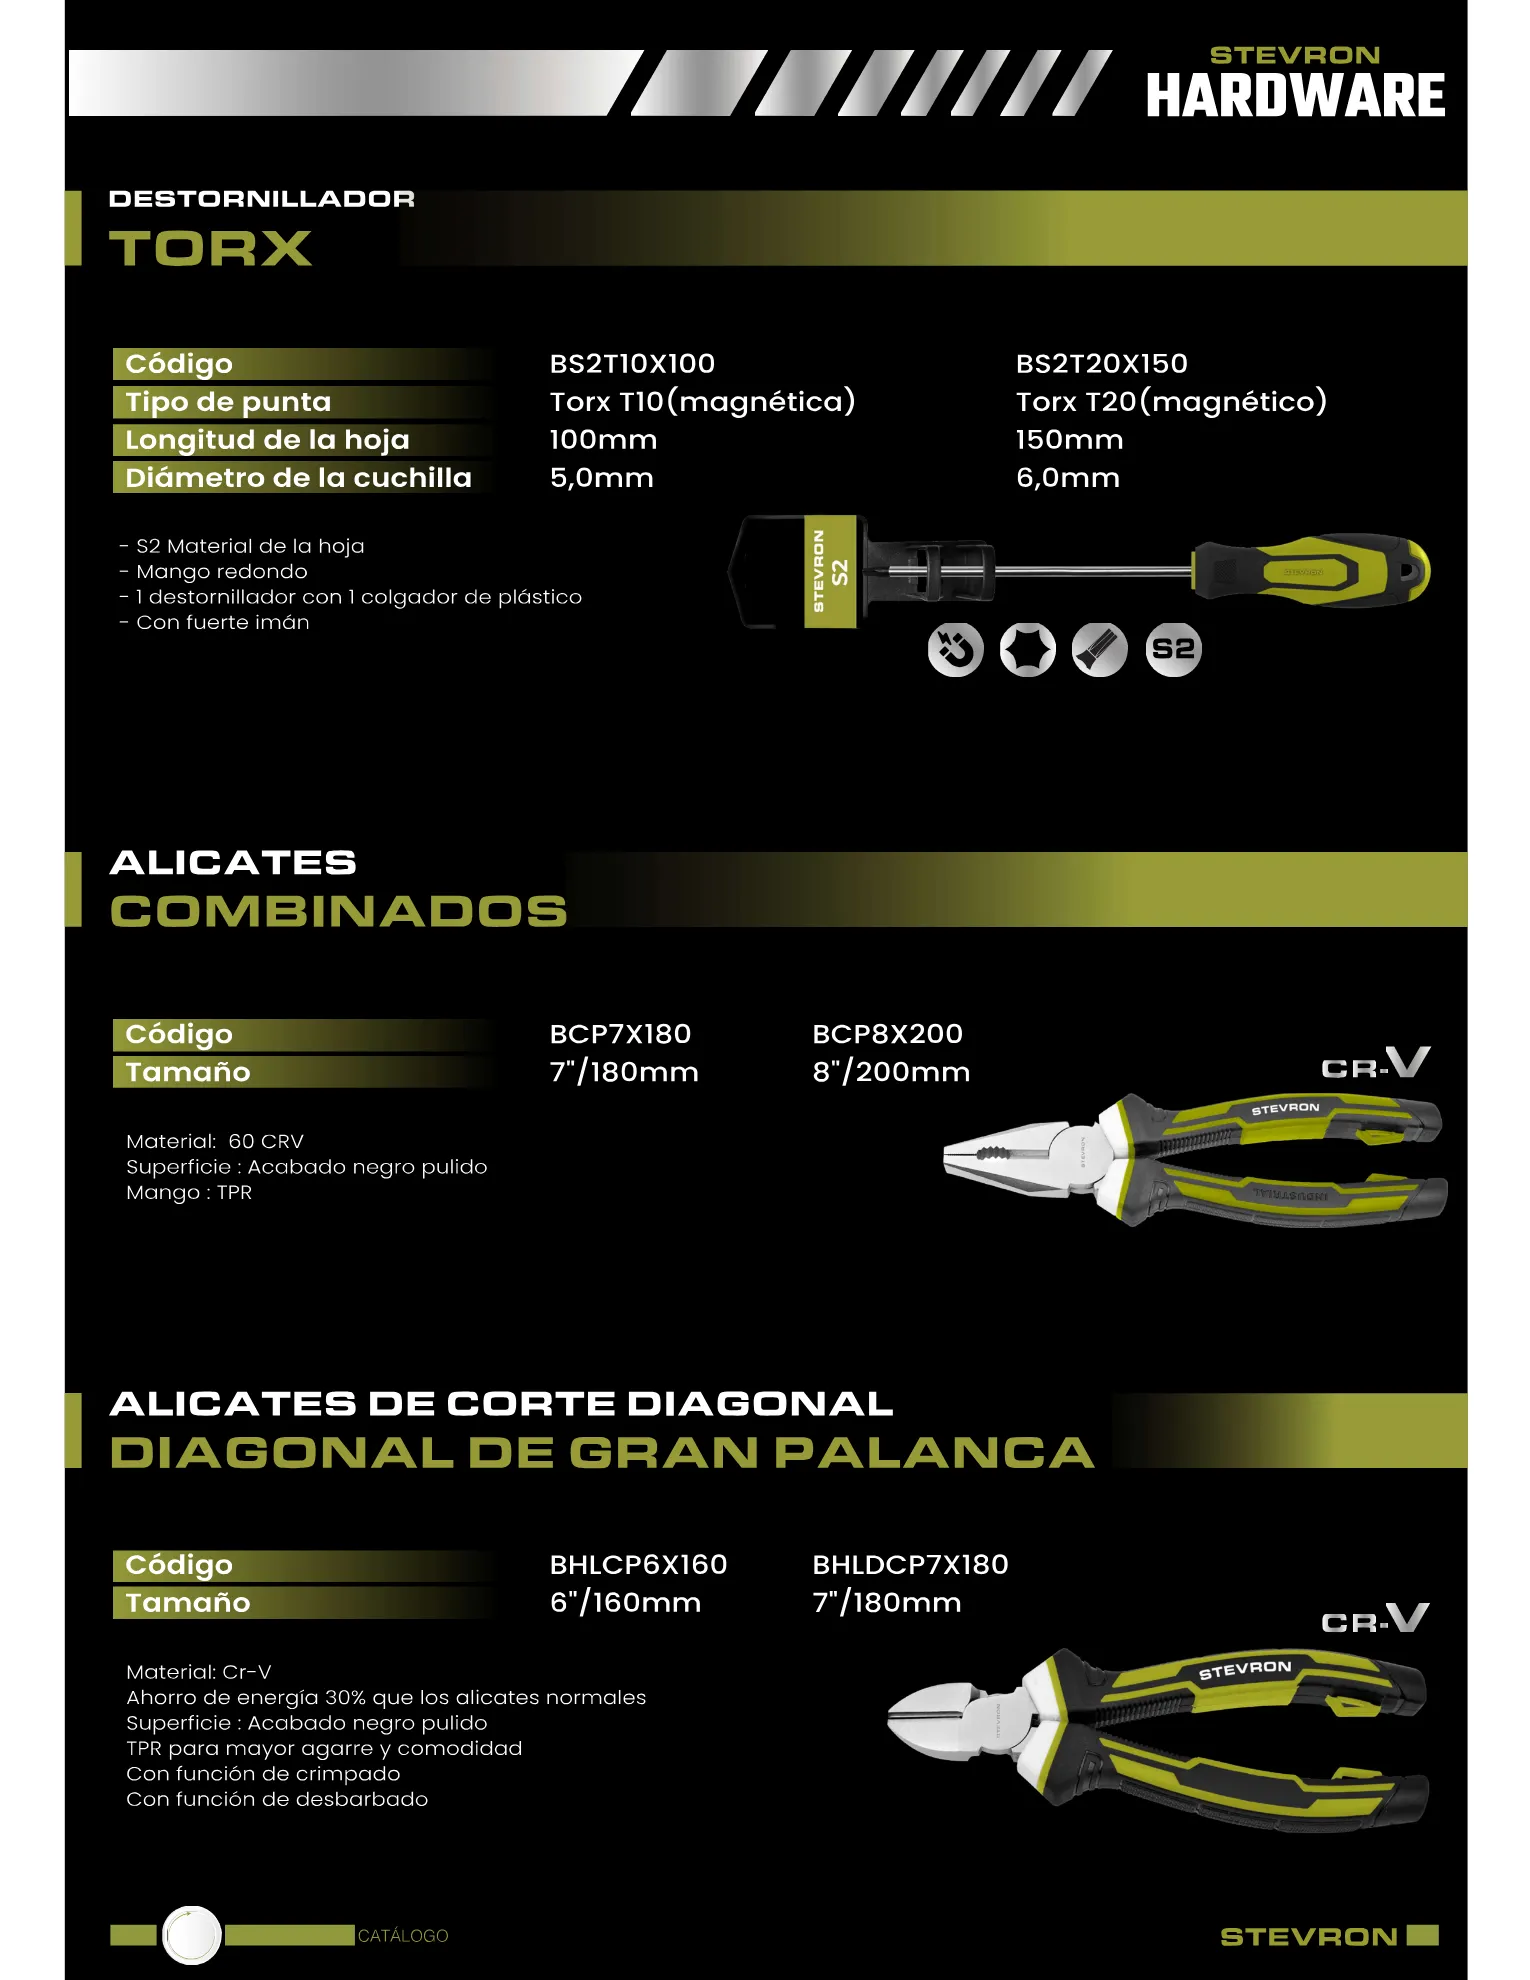 STEVRON
HARDWARE
DESTORNILLADOR
TORX
Código BS2T10X100 BS2T20X150
Tipo de punta Torx T10(magnética) Torx T20(magnético)
Longitud de la hoja 100mm 150mm
Diámetro de la cuchilla 5,0mm 6,0mm
- S2 Material de la hoja
- Mango redondo
- 1 destornillador con 1 colgador de plástico
- Con fuerte imán
STEVRON
S2
STEVRON
S2
ALICATES
COMBINADOS
Código BCP7X180 BCP8X200
Tamaño 7"/180mm 8"/200mm
CR-V
Material:  60 CRV
Superficie : Acabado negro pulido
Mango : TPR
STEVRON
STEVRON
INDUSTRIAL
ALICATES DE CORTE DIAGONAL
DIAGONAL DE GRAN PALANCA
Código BHLCP6X160 BHLDCP7X180
Tamaño 6"/160mm 7"/180mm
CR-V
Material: Cr-V
Ahorro de energía 30% que los alicates normales
Superficie : Acabado negro pulido
TPR para mayor agarre y comodidad
Con función de crimpado
Con función de desbarbado
STEVRON
STEVRON
CATÁLOGO
STEVRON